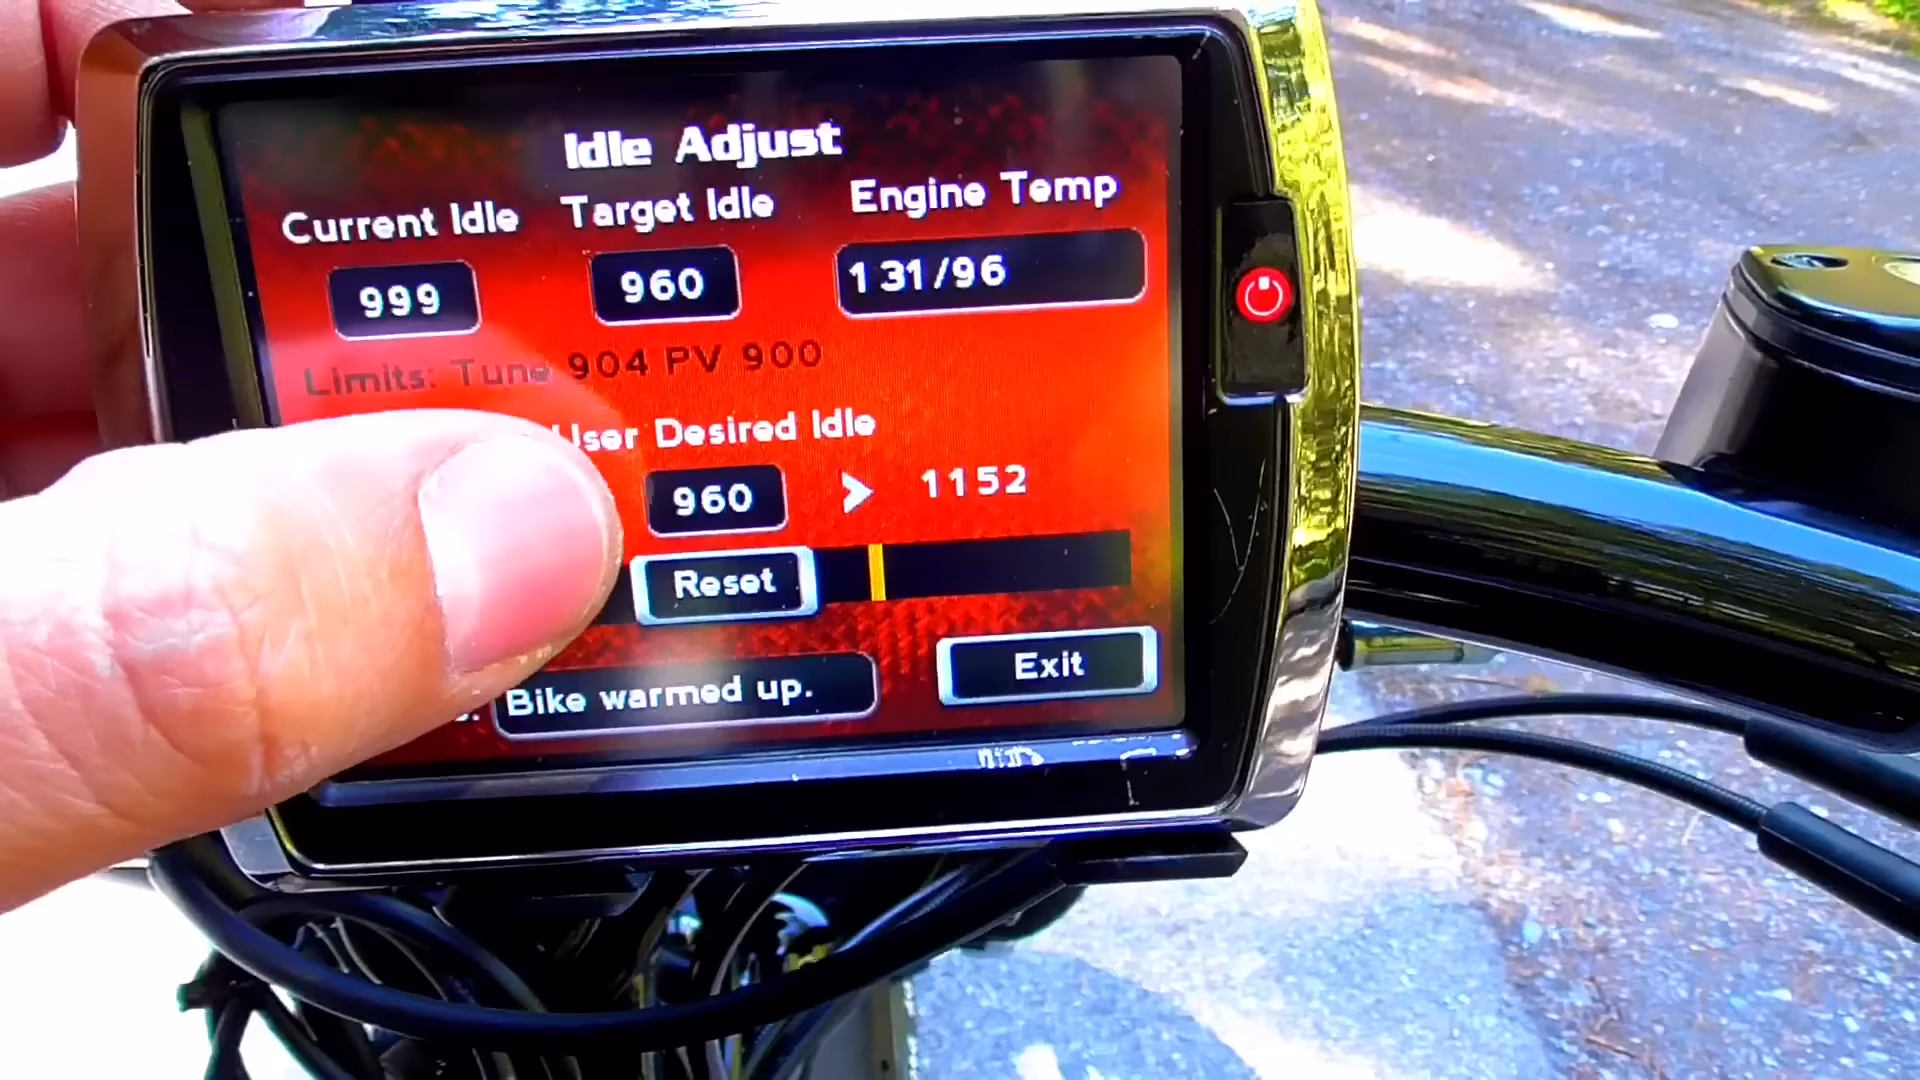 Idle Adjust
Current Idle Target Idle Engine Temp
999 960 131/96
Limits: Tune 904 PV 900
User Desired Idle
960 > 1152
Reset
Bike warmed up.
Exit